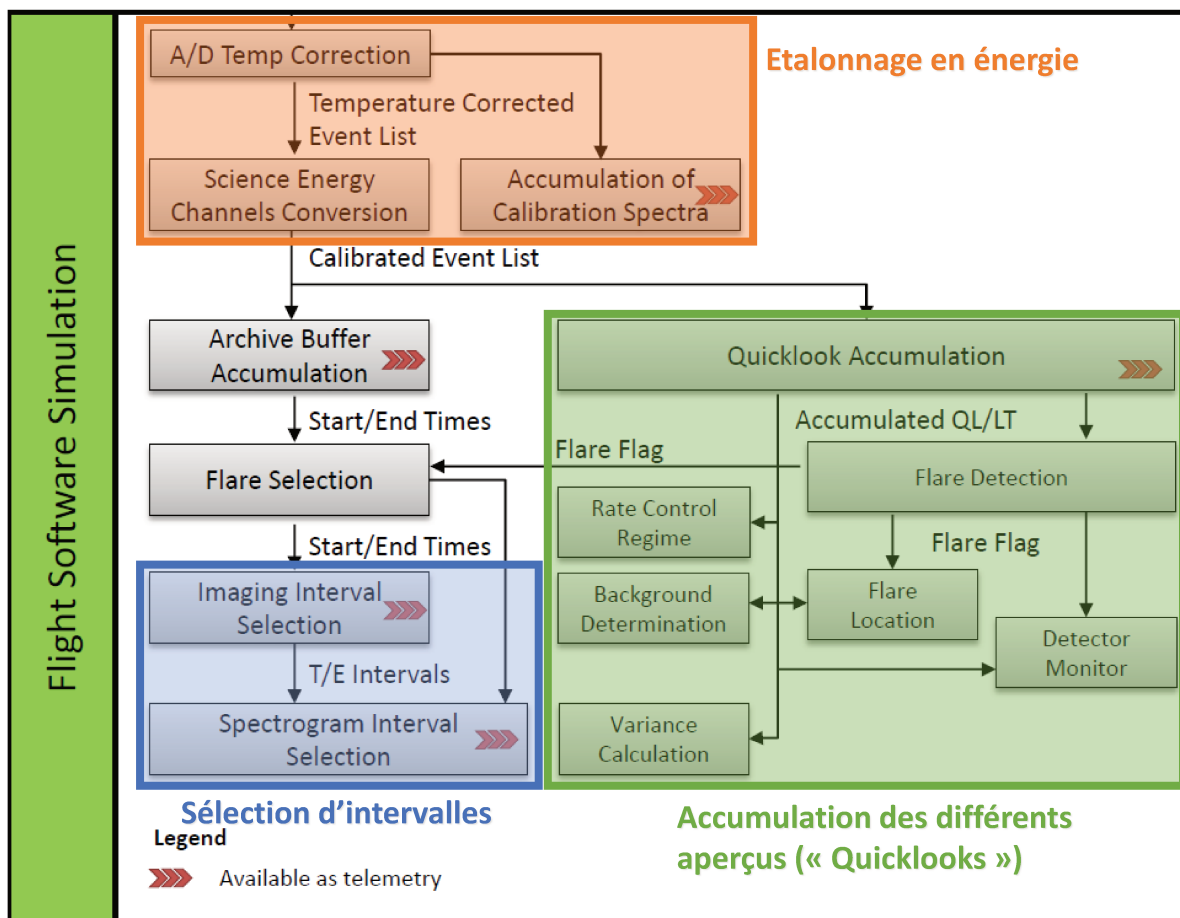 Flight Software Simulation
A/D Temp Correction
Etalonnage en énergie
Temperature Corrected
Event List
Science Energy
Channels Conversion
Accumulation of
Calibration Spectra
Calibrated Event List
Archive Buffer
Accumulation
Quicklook Accumulation
Start/End Times
Accumulated QL/LT
Flare Flag
Flare Selection
Flare Detection
Rate Control
Regime
Start/End Times
Flare Flag
Imaging Interval
Selection
Background
Determination
Flare
Location
Detector
Monitor
T/E Intervals
Spectrogram Interval
Selection
Variance
Calculation
Sélection d’intervalles
Accumulation des différents
aperçus (« Quicklooks »)
Legend
Available as telemetry